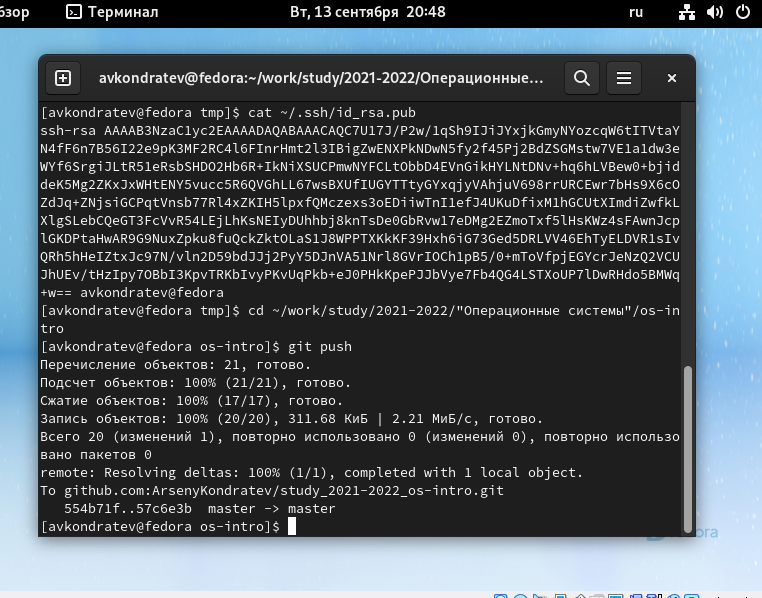 бзор Терминал Вт, 13 сентября 20:48 ru
avkondratev@fedora:~/work/study/2021-2022/Операционные...
[avkondratev@fedora tmp]$ cat ~/.ssh/id_rsa.pub
ssh-rsa AAAAB3NzaC1yc2EAAAADAQABAAACAQC7U17J/P2w/1qSh9IJiJYxjkGmyNYozcqW6tITVtaY
N4fF6n7B56I22e9pK3MF2RC4l6FInrHmt2l3IBigZwENXPkNDwN5fy2f45Pj2BdZSGMstw7VE1a1dw3e
WYf6SrgiJLtR51eRsbSHDO2Hb6R+IkNiXSUCPmwNYFCLtObbD4EVnGikHYLNtDNv+hq6hLVBew0+bjid
deK5Mg2ZKxJxWHtENY5vucc5R6QVGhLL67wsBXUfIUGYTTtyGYxqjyVAhjuV698rrURCEwr7bHs9X6cO
ZdJq+ZNjsiGCPqtVnsb77Rl4xZKIH5lpxfQMczexs3oEDiiwTnI1efJ4UKuDfixM1hGCUtXImdiZwfkL
XlgSLebCQeGT3FcVvR54LEjLhKsNEIyDUhhbj8knTsDe0GbRvw17eDMg2EZmoTxf5lHsKWz4sFAwnJcp
lGKDPtaHwAR9G9NuxZpku8fuQckZktOLaS1J8WPPTXKkKF39Hxh6iG73Ged5DRLVV46EhTyELDVR1sIv
QRh5hHeIZtxJc97N/vln2D59bdJJj2PyY5DJnVA51Nrl8GVrIOCh1pB5/0+mToVfpjEGYcrJeNzQ2VCU
JhUEv/tHzIpy7OBbI3KpvTRKbIvyPKvUqPkb+eJ0PHkKpePJJbVye7Fb4QG4LSTXoUP7lDwRHdo5BMWq
+w== avkondratev@fedora
[avkondratev@fedora tmp]$ cd ~/work/study/2021-2022/"Операционные системы"/os-in
tro
[avkondratev@fedora os-intro]$ git push
Перечисление объектов: 21, готово.
Подсчет объектов: 100% (21/21), готово.
Сжатие объектов: 100% (17/17), готово.
Запись объектов: 100% (20/20), 311.68 КиБ | 2.21 МиБ/с, готово.
Всего 20 (изменений 1), повторно использовано 0 (изменений 0), повторно использо
вано пакетов 0
remote: Resolving deltas: 100% (1/1), completed with 1 local object.
To github.com:ArsenyKondratev/study_2021-2022_os-intro.git
   554b71f..57c6e3b  master -> master
[avkondratev@fedora os-intro]$